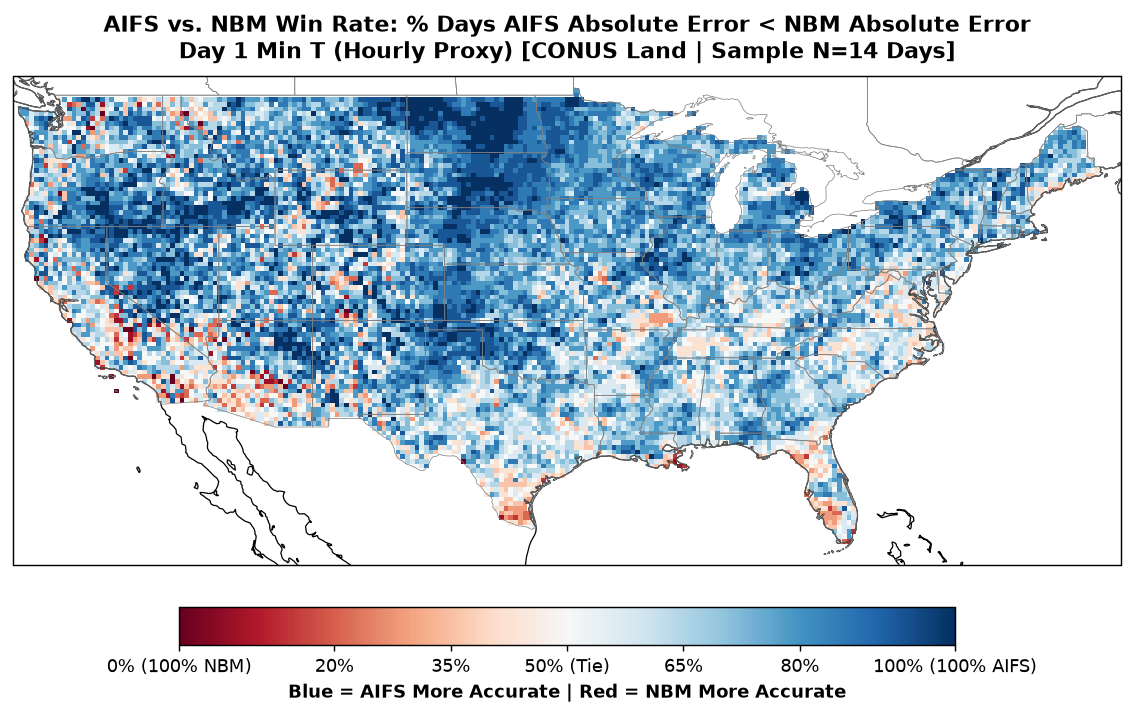 AIFS vs. NBM Win Rate: % Days AIFS Absolute Error < NBM Absolute Error
Day 1 Min T (Hourly Proxy) [CONUS Land | Sample N=14 Days]
0% (100% NBM) 20% 35% 50% (Tie) 65% 80% 100% (100% AIFS)
Blue = AIFS More Accurate | Red = NBM More Accurate